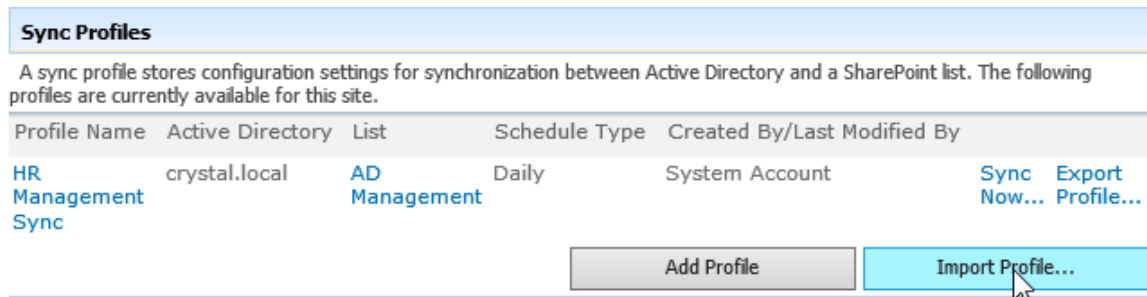 Sync Profiles
A sync profile stores configuration settings for synchronization between Active Directory and a SharePoint list. The following
profiles are currently available for this site.
Profile Name Active Directory List Schedule Type Created By/Last Modified By
HR crystal.local AD Daily System Account Sync Export
Management Management Now... Profile...
Sync
Add Profile Import Profile...